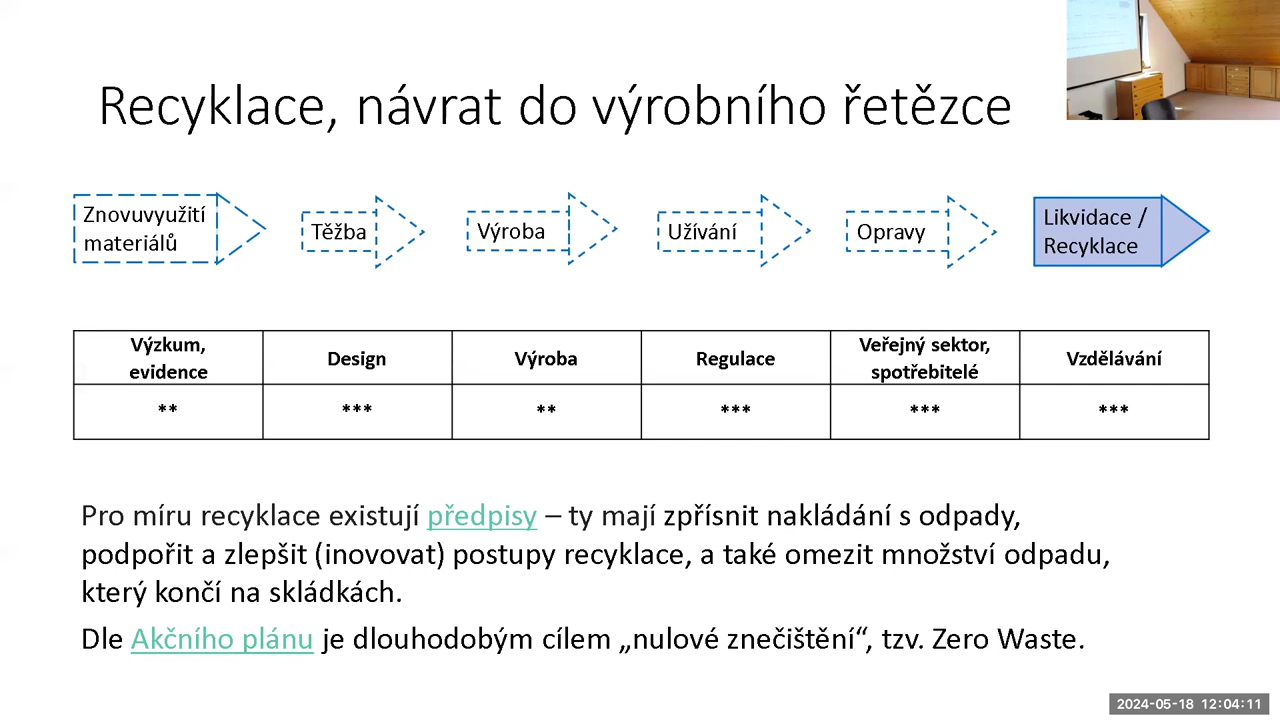 Recyklace, návrat do výrobního řetězce
Znovuvyužití
materiálů
Těžba
Výroba
Užívání
Opravy
Likvidace /
Recyklace
Výzkum,
evidence
Design
Výroba
Regulace
Veřejný sektor,
spotřebitelé
Vzdělávání
**
***
**
***
***
***
Pro míru recyklace existují předpisy – ty mají zpřísnit nakládání s odpady,
podpořit a zlepšit (inovovat) postupy recyklace, a také omezit množství odpadu,
který končí na skládkách.
Dle Akčního plánu je dlouhodobým cílem „nulové znečištění“, tzv. Zero Waste.
2024-05-18 12:04:11